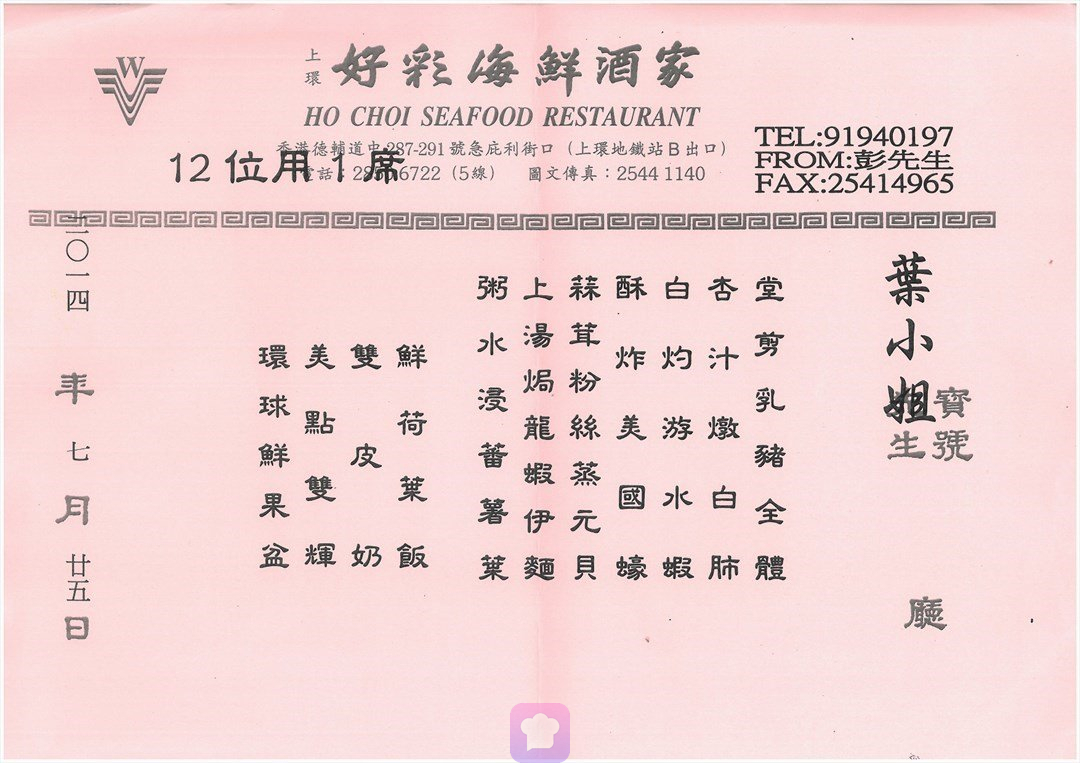 W
上環
好彩海鮮酒家
HO CHOI SEAFOOD RESTAURANT
香港德輔道中287-291號急庇利街口（上環地鐵站B出口）
電話：28 6722（5線） 圖文傳真：2544 1140
12位用1席
TEL:91940197
FROM:彭先生
FAX:25414965
葉小姐
寶號
生
廳
堂剪乳豬全體
杏汁燉白肺
白灼游水蝦
酥炸美國蠔
蒜茸粉絲蒸元貝
上湯焗龍蝦伊麵
粥水浸蕃薯葉
鮮荷葉飯
雙皮奶
美點雙輝
環球鮮果盆
二〇一四年七月廿五日